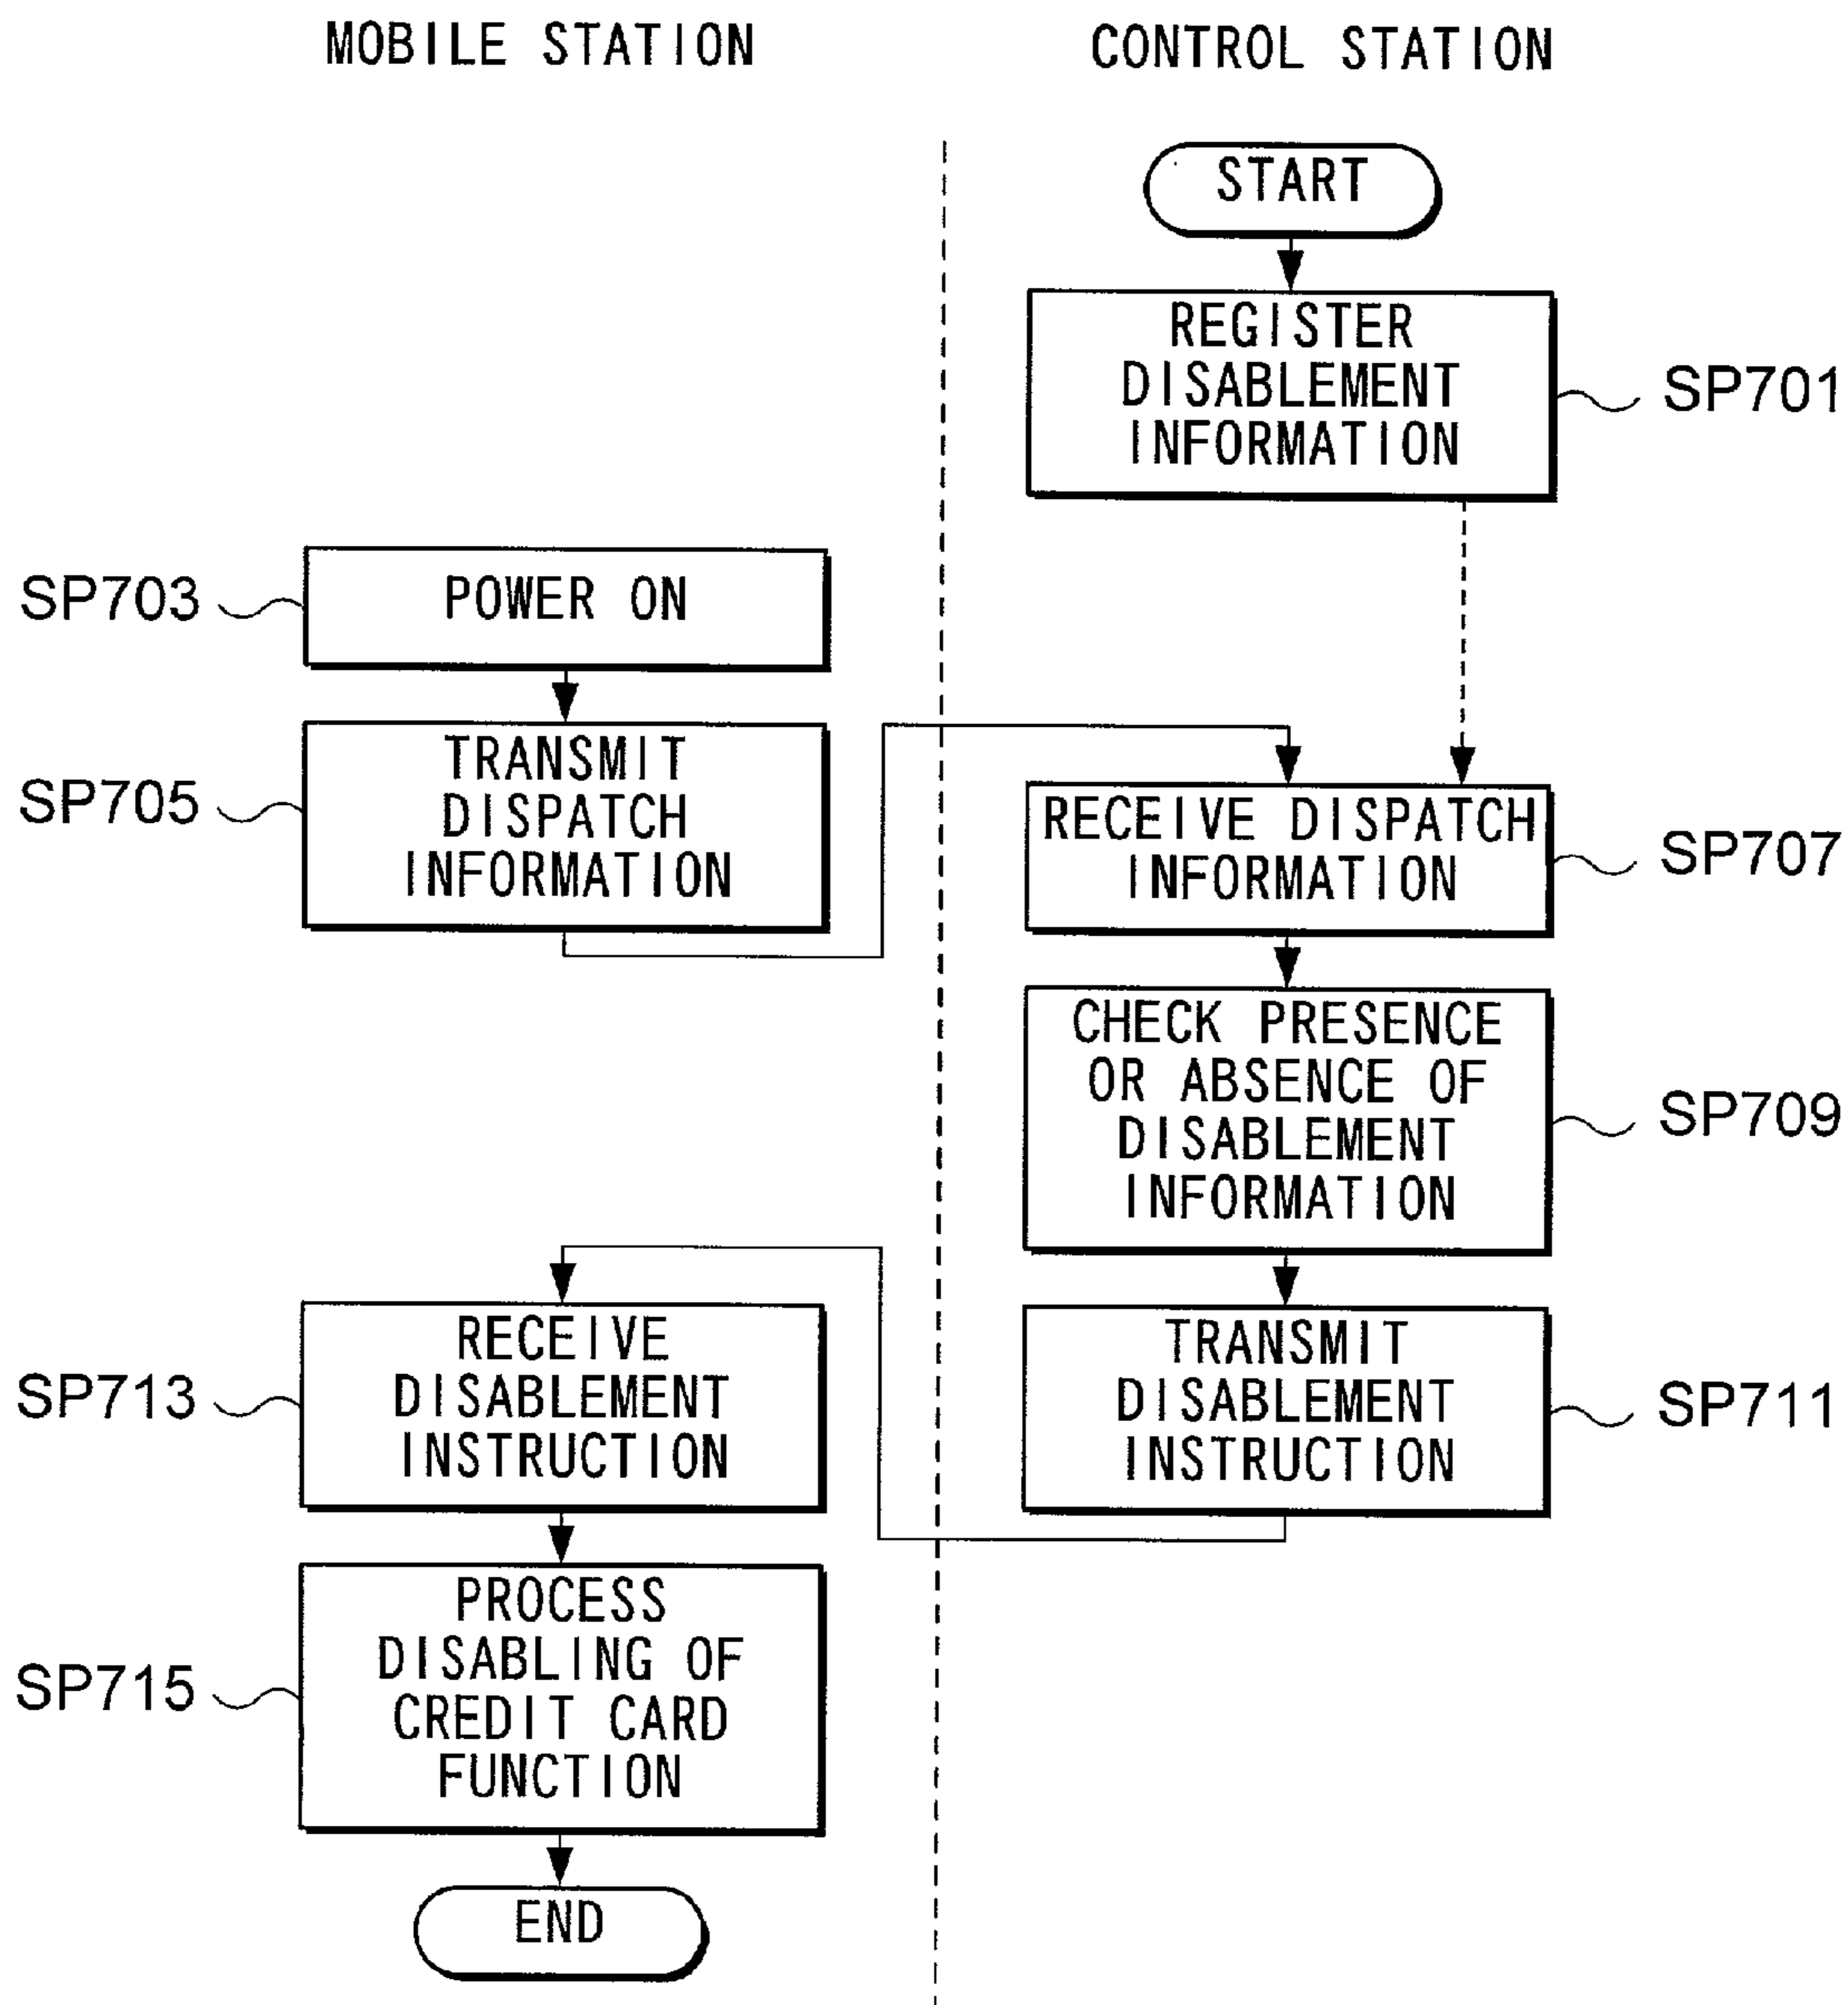 MOBILE STATION
CONTROL STATION
START
REGISTER
DISABLEMENT
INFORMATION
SP701
SP703
POWER ON
SP705
TRANSMIT
DISPATCH
INFORMATION
RECEIVE DISPATCH
INFORMATION
SP707
CHECK PRESENCE
OR ABSENCE OF
DISABLEMENT
INFORMATION
SP709
TRANSMIT
DISABLEMENT
INSTRUCTION
SP711
SP713
RECEIVE
DISABLEMENT
INSTRUCTION
SP715
PROCESS
DISABLING OF
CREDIT CARD
FUNCTION
END